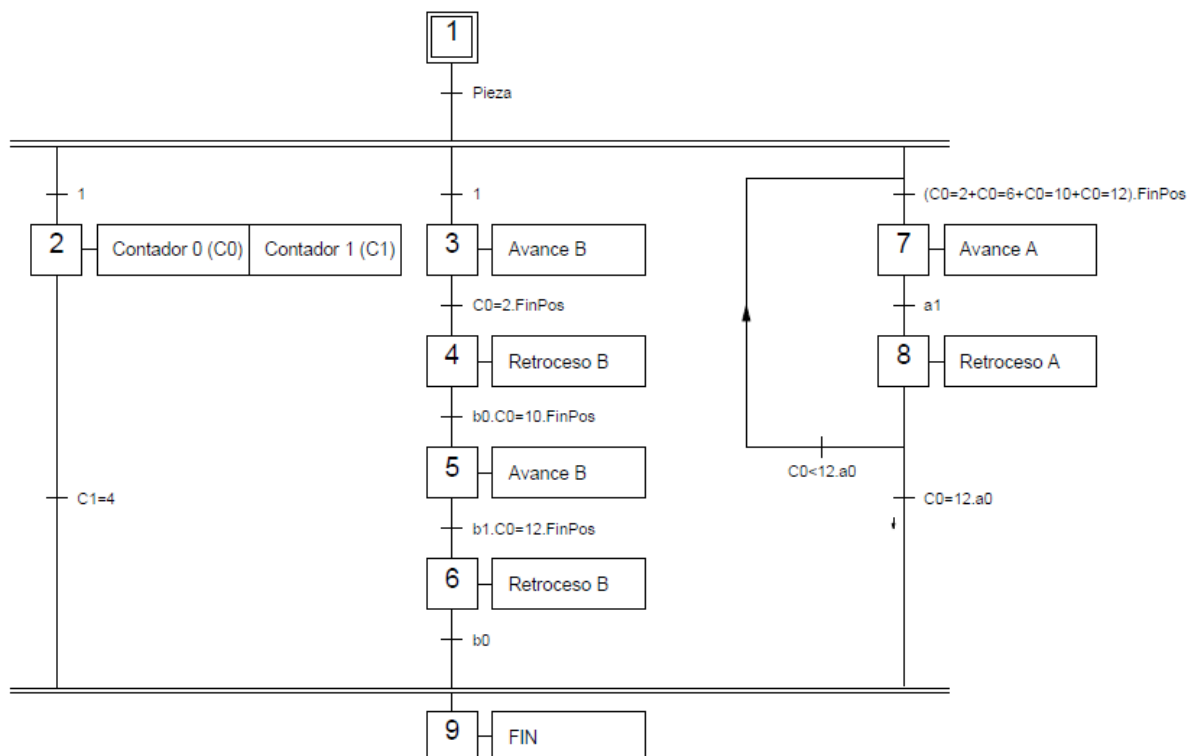 1
Pieza
1
1
(C0=2+C0=6+C0=10+C0=12).FinPos
2
Contador 0 (C0)
Contador 1 (C1)
3
Avance B
7
Avance A
C0=2.FinPos
a1
4
Retroceso B
8
Retroceso A
b0.C0=10.FinPos
5
Avance B
C0<12.a0
C1=4
C0=12.a0
b1.C0=12.FinPos
6
Retroceso B
b0
9
FIN